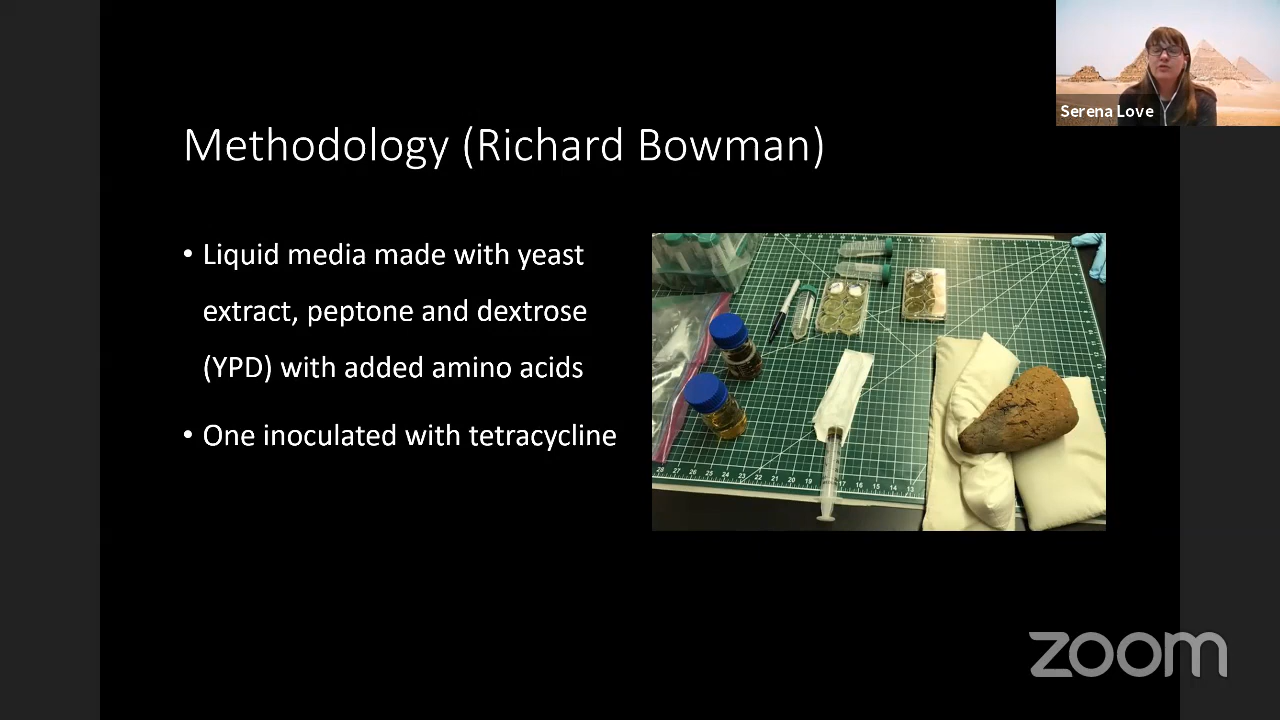 Serena Love
Methodology (Richard Bowman)
• Liquid media made with yeast
extract, peptone and dextrose
(YPD) with added amino acids
• One inoculated with tetracycline
zoom